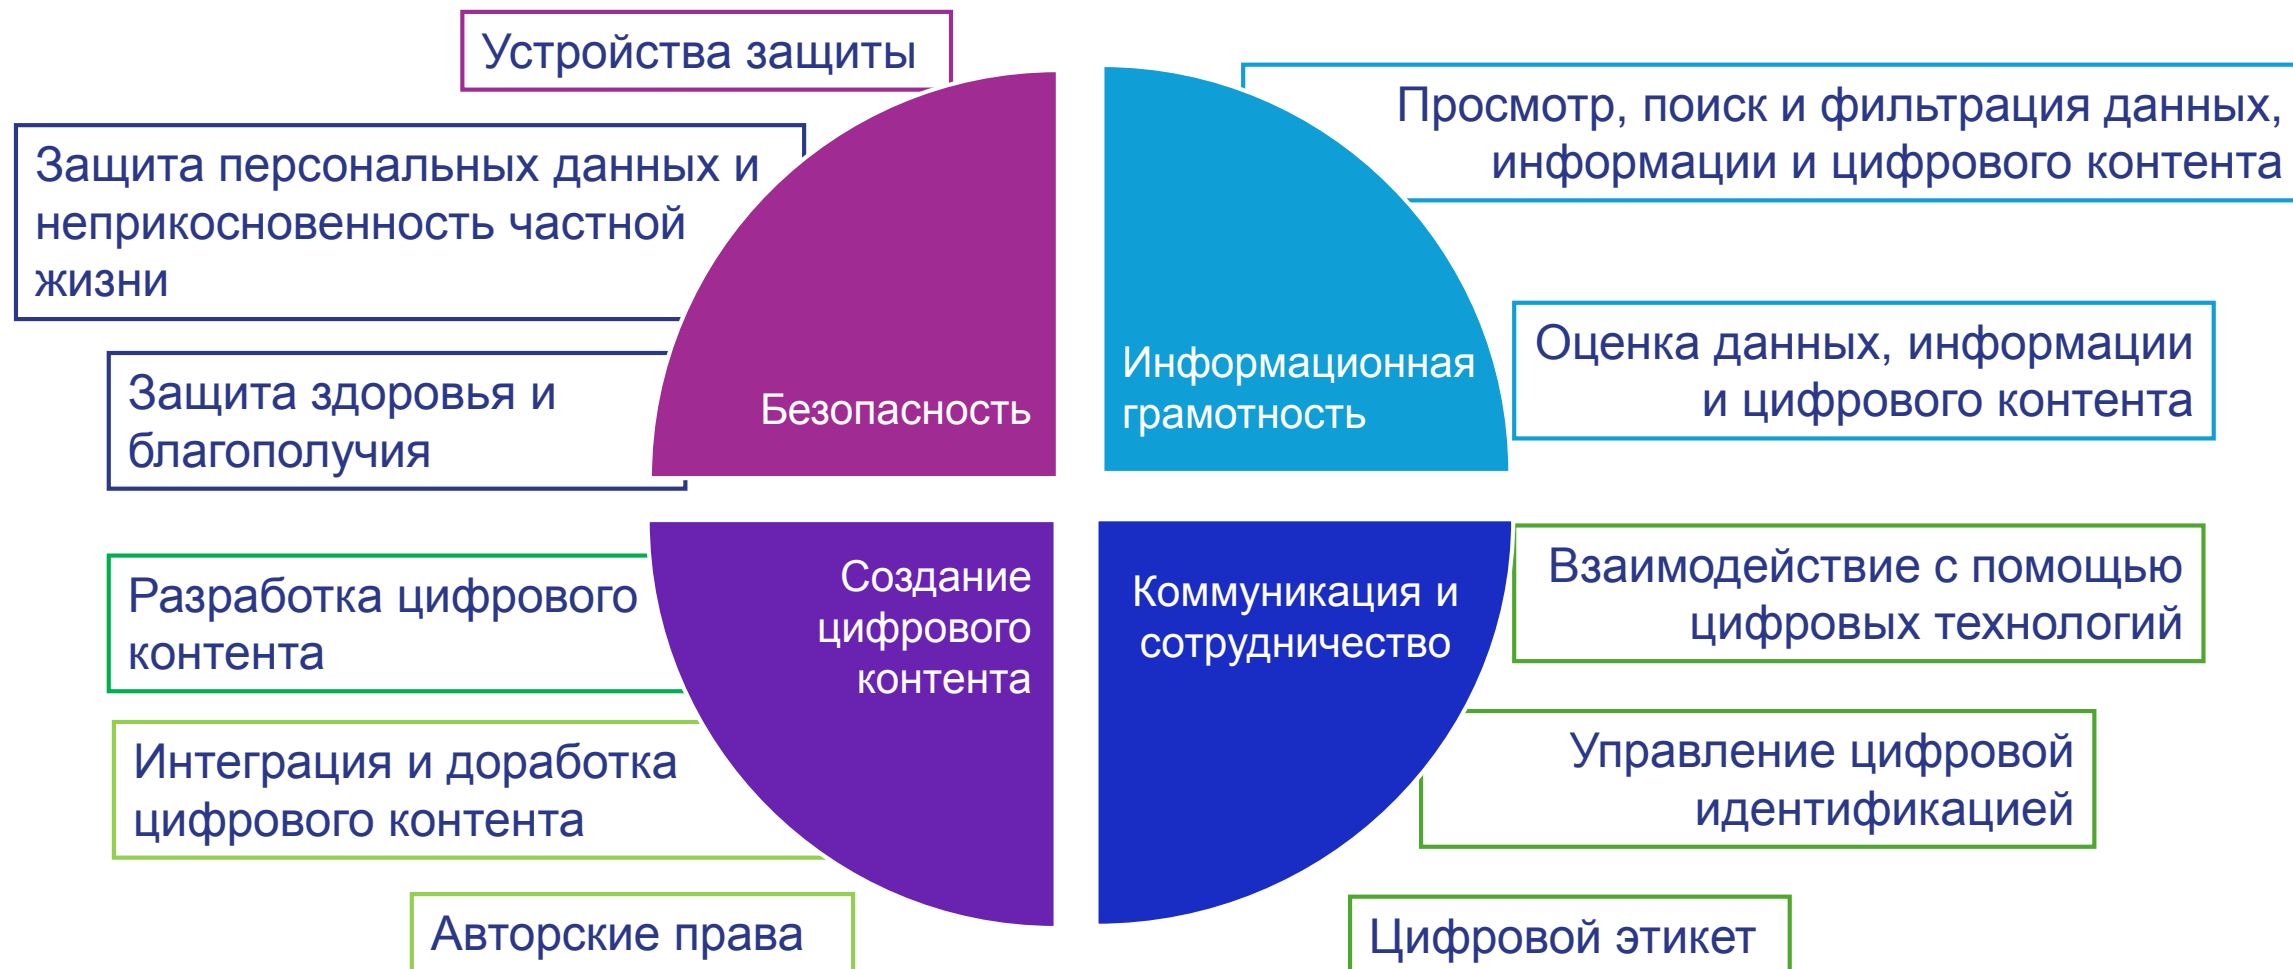 Устройства защиты
Защита персональных данных и
неприкосновенность частной
жизни
Защита здоровья и
благополучия
Безопасность
Информационная
грамотность
Просмотр, поиск и фильтрация данных,
информации и цифрового контента
Оценка данных, информации
и цифрового контента
Разработка цифрового
контента
Интеграция и доработка
цифрового контента
Авторские права
Создание
цифрового
контента
Коммуникация и
сотрудничество
Взаимодействие с помощью
цифровых технологий
Управление цифровой
идентификацией
Цифровой этикет